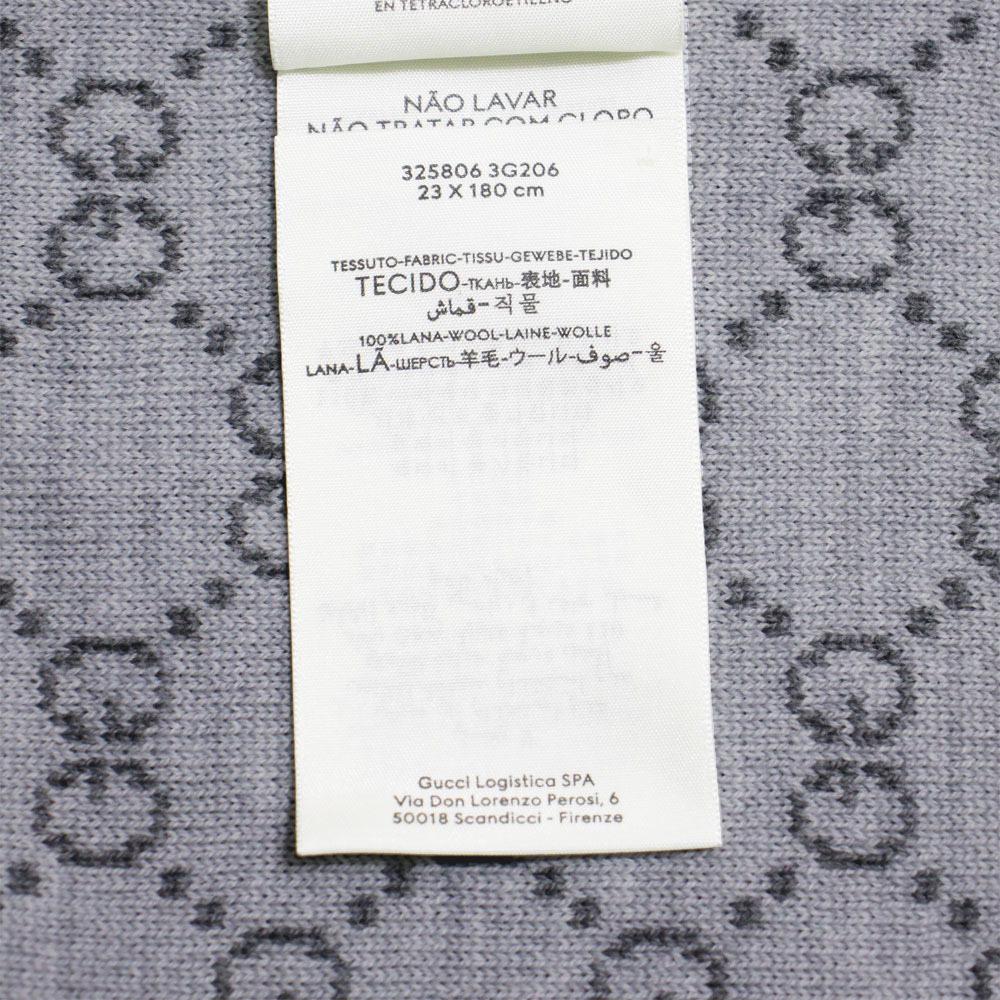 EN TETRACLOROETILENO
NÃO LAVAR
NÃO TRATAR COM CLORO
325806 3G206
23 X 180 cm
TESSUTO-FABRIC-TISSU-GEWEBE-TEJIDO
TECIDO-ТКАНЬ-表地-面料
قماش-직물
100%LANA-WOOL-LAINE-WOLLE
LANA-LÃ-ШЕРСТЬ-羊毛-ウール-صوف-울
Gucci Logistica SPA
Via Don Lorenzo Perosi, 6
50018 Scandicci - Firenze